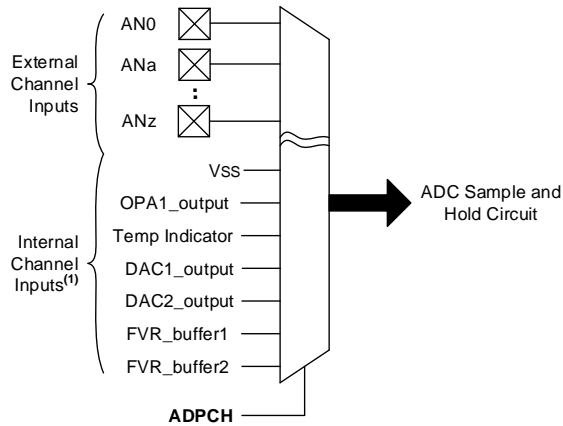 AN0
ANa
:
ANz
External
Channel
Inputs
VSS
OPA1_output
Temp Indicator
DAC1_output
DAC2_output
FVR_buffer1
FVR_buffer2
Internal
Channel
Inputs(1)
ADPCH
ADC Sample and
Hold Circuit